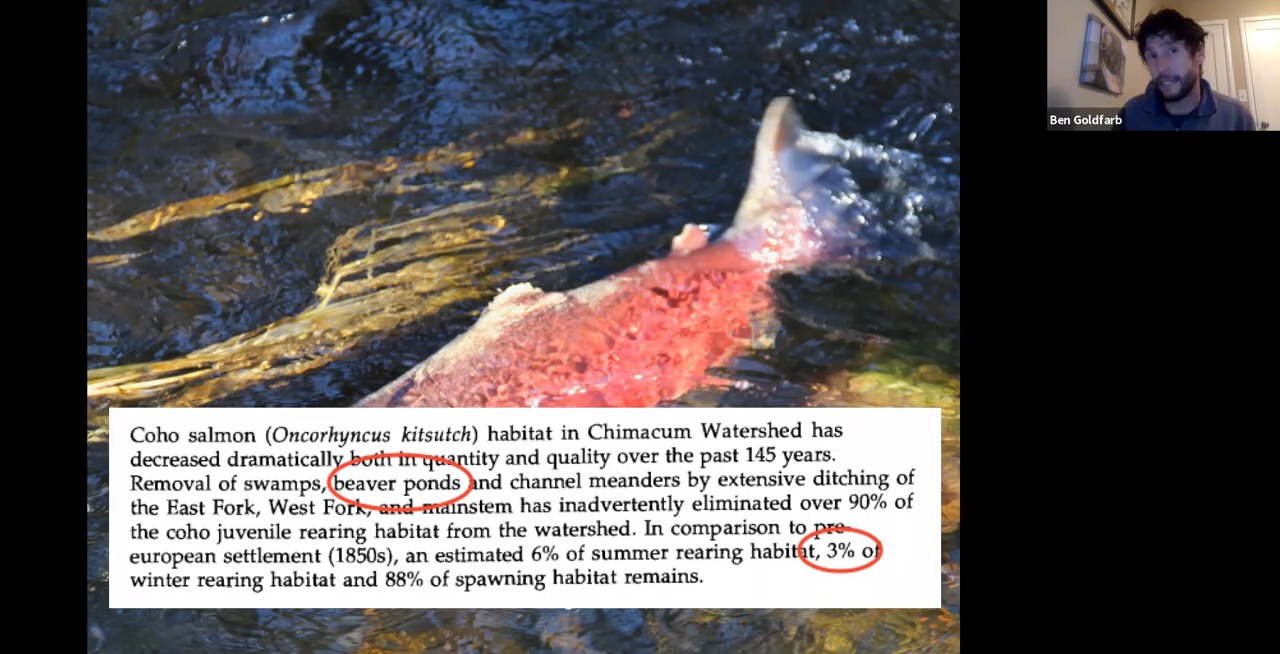 Ben Goldfarb
Coho salmon (Oncorhyncus kitsutch) habitat in Chimacum Watershed has
decreased dramatically both in quantity and quality over the past 145 years.
Removal of swamps, beaver ponds and channel meanders by extensive ditching of
the East Fork, West Fork, and mainstem has inadvertently eliminated over 90% of
the coho juvenile rearing habitat from the watershed. In comparison to pre-
european settlement (1850s), an estimated 6% of summer rearing habitat, 3% of
winter rearing habitat and 88% of spawning habitat remains.